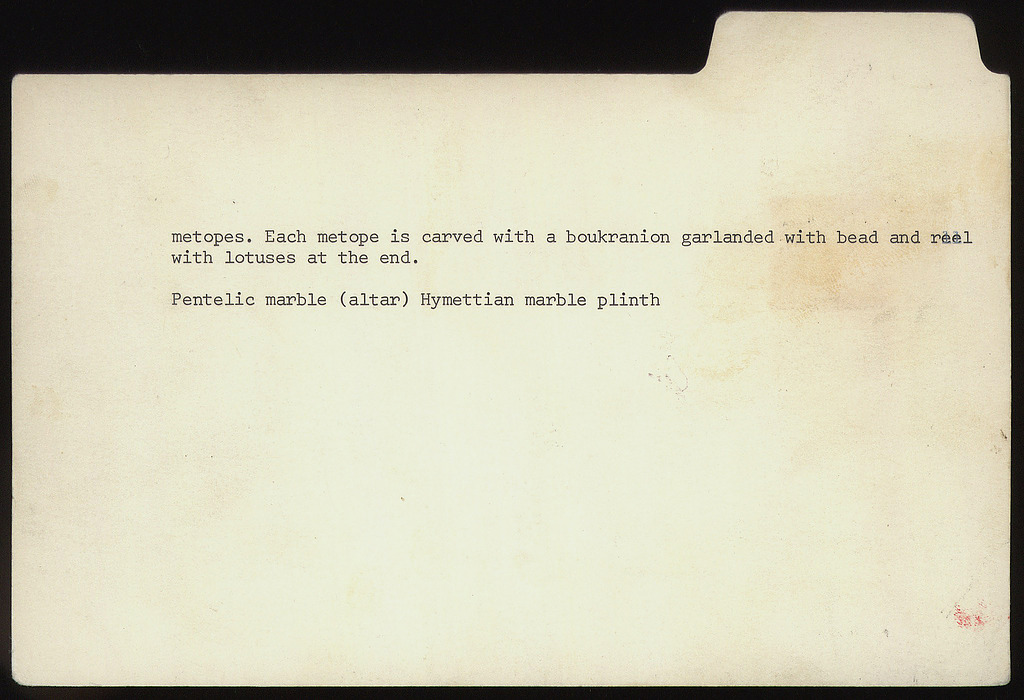 metopes. Each metope is carved with a boukranion garlanded with bead and reel
with lotuses at the end.
Pentelic marble (altar) Hymettian marble plinth